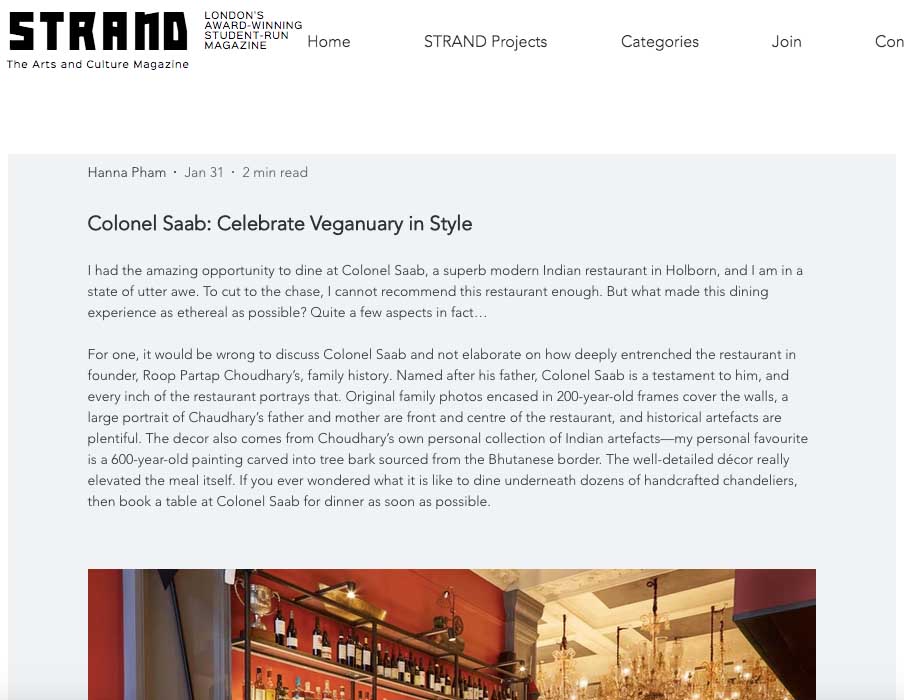 STRAND
LONDON'S
AWARD-WINNING
STUDENT-RUN
MAGAZINE
The Arts and Culture Magazine
Home
STRAND Projects
Categories
Join
Con
Hanna Pham · Jan 31 · 2 min read
Colonel Saab: Celebrate Veganuary in Style
I had the amazing opportunity to dine at Colonel Saab, a superb modern Indian restaurant in Holborn, and I am in a
state of utter awe. To cut to the chase, I cannot recommend this restaurant enough. But what made this dining
experience as ethereal as possible? Quite a few aspects in fact…
For one, it would be wrong to discuss Colonel Saab and not elaborate on how deeply entrenched the restaurant in
founder, Roop Partap Choudhary’s, family history. Named after his father, Colonel Saab is a testament to him, and
every inch of the restaurant portrays that. Original family photos encased in 200-year-old frames cover the walls, a
large portrait of Chaudhary’s father and mother are front and centre of the restaurant, and historical artefacts are
plentiful. The decor also comes from Choudhary’s own personal collection of Indian artefacts—my personal favourite
is a 600-year-old painting carved into tree bark sourced from the Bhutanese border. The well-detailed décor really
elevated the meal itself. If you ever wondered what it is like to dine underneath dozens of handcrafted chandeliers,
then book a table at Colonel Saab for dinner as soon as possible.